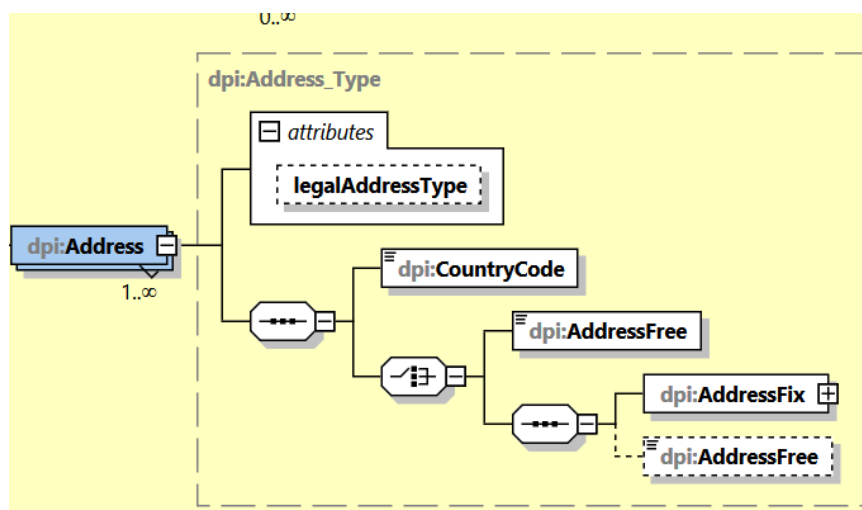 0..∞
dpi:Address_Type
attributes
legalAddressType
dpi:Address
1..∞
dpi:CountryCode
dpi:AddressFree
dpi:AddressFix
dpi:AddressFree